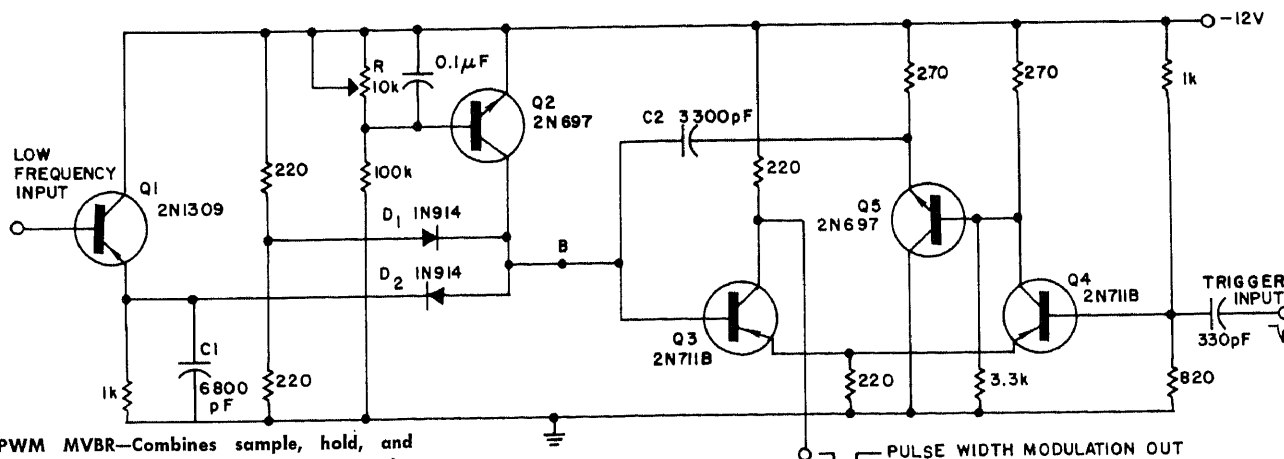 -12V
R
10k
0.1µF
Q2
2N697
C2 3300pF
270
270
1k
LOW
FREQUENCY
INPUT
Q1
2N1309
220
100k
220
Q5
2N697
D1 1N914
B
D2 1N914
Q4
2N711B
TRIGGER
INPUT
330pF
Q3
2N711B
C1
6800
pF
1k
220
220
3.3k
820
PWM MVBR—Combines sample, hold, and
PULSE WIDTH MODULATION OUT